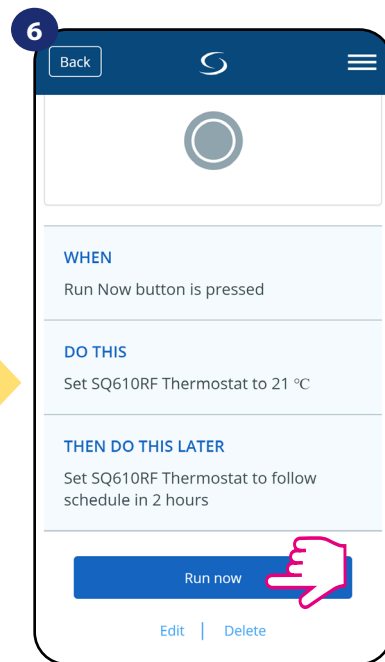 6
Back
WHEN
Run Now button is pressed
DO THIS
Set SQ610RF Thermostat to 21 ℃
THEN DO THIS LATER
Set SQ610RF Thermostat to follow
schedule in 2 hours
Run now
Edit | Delete